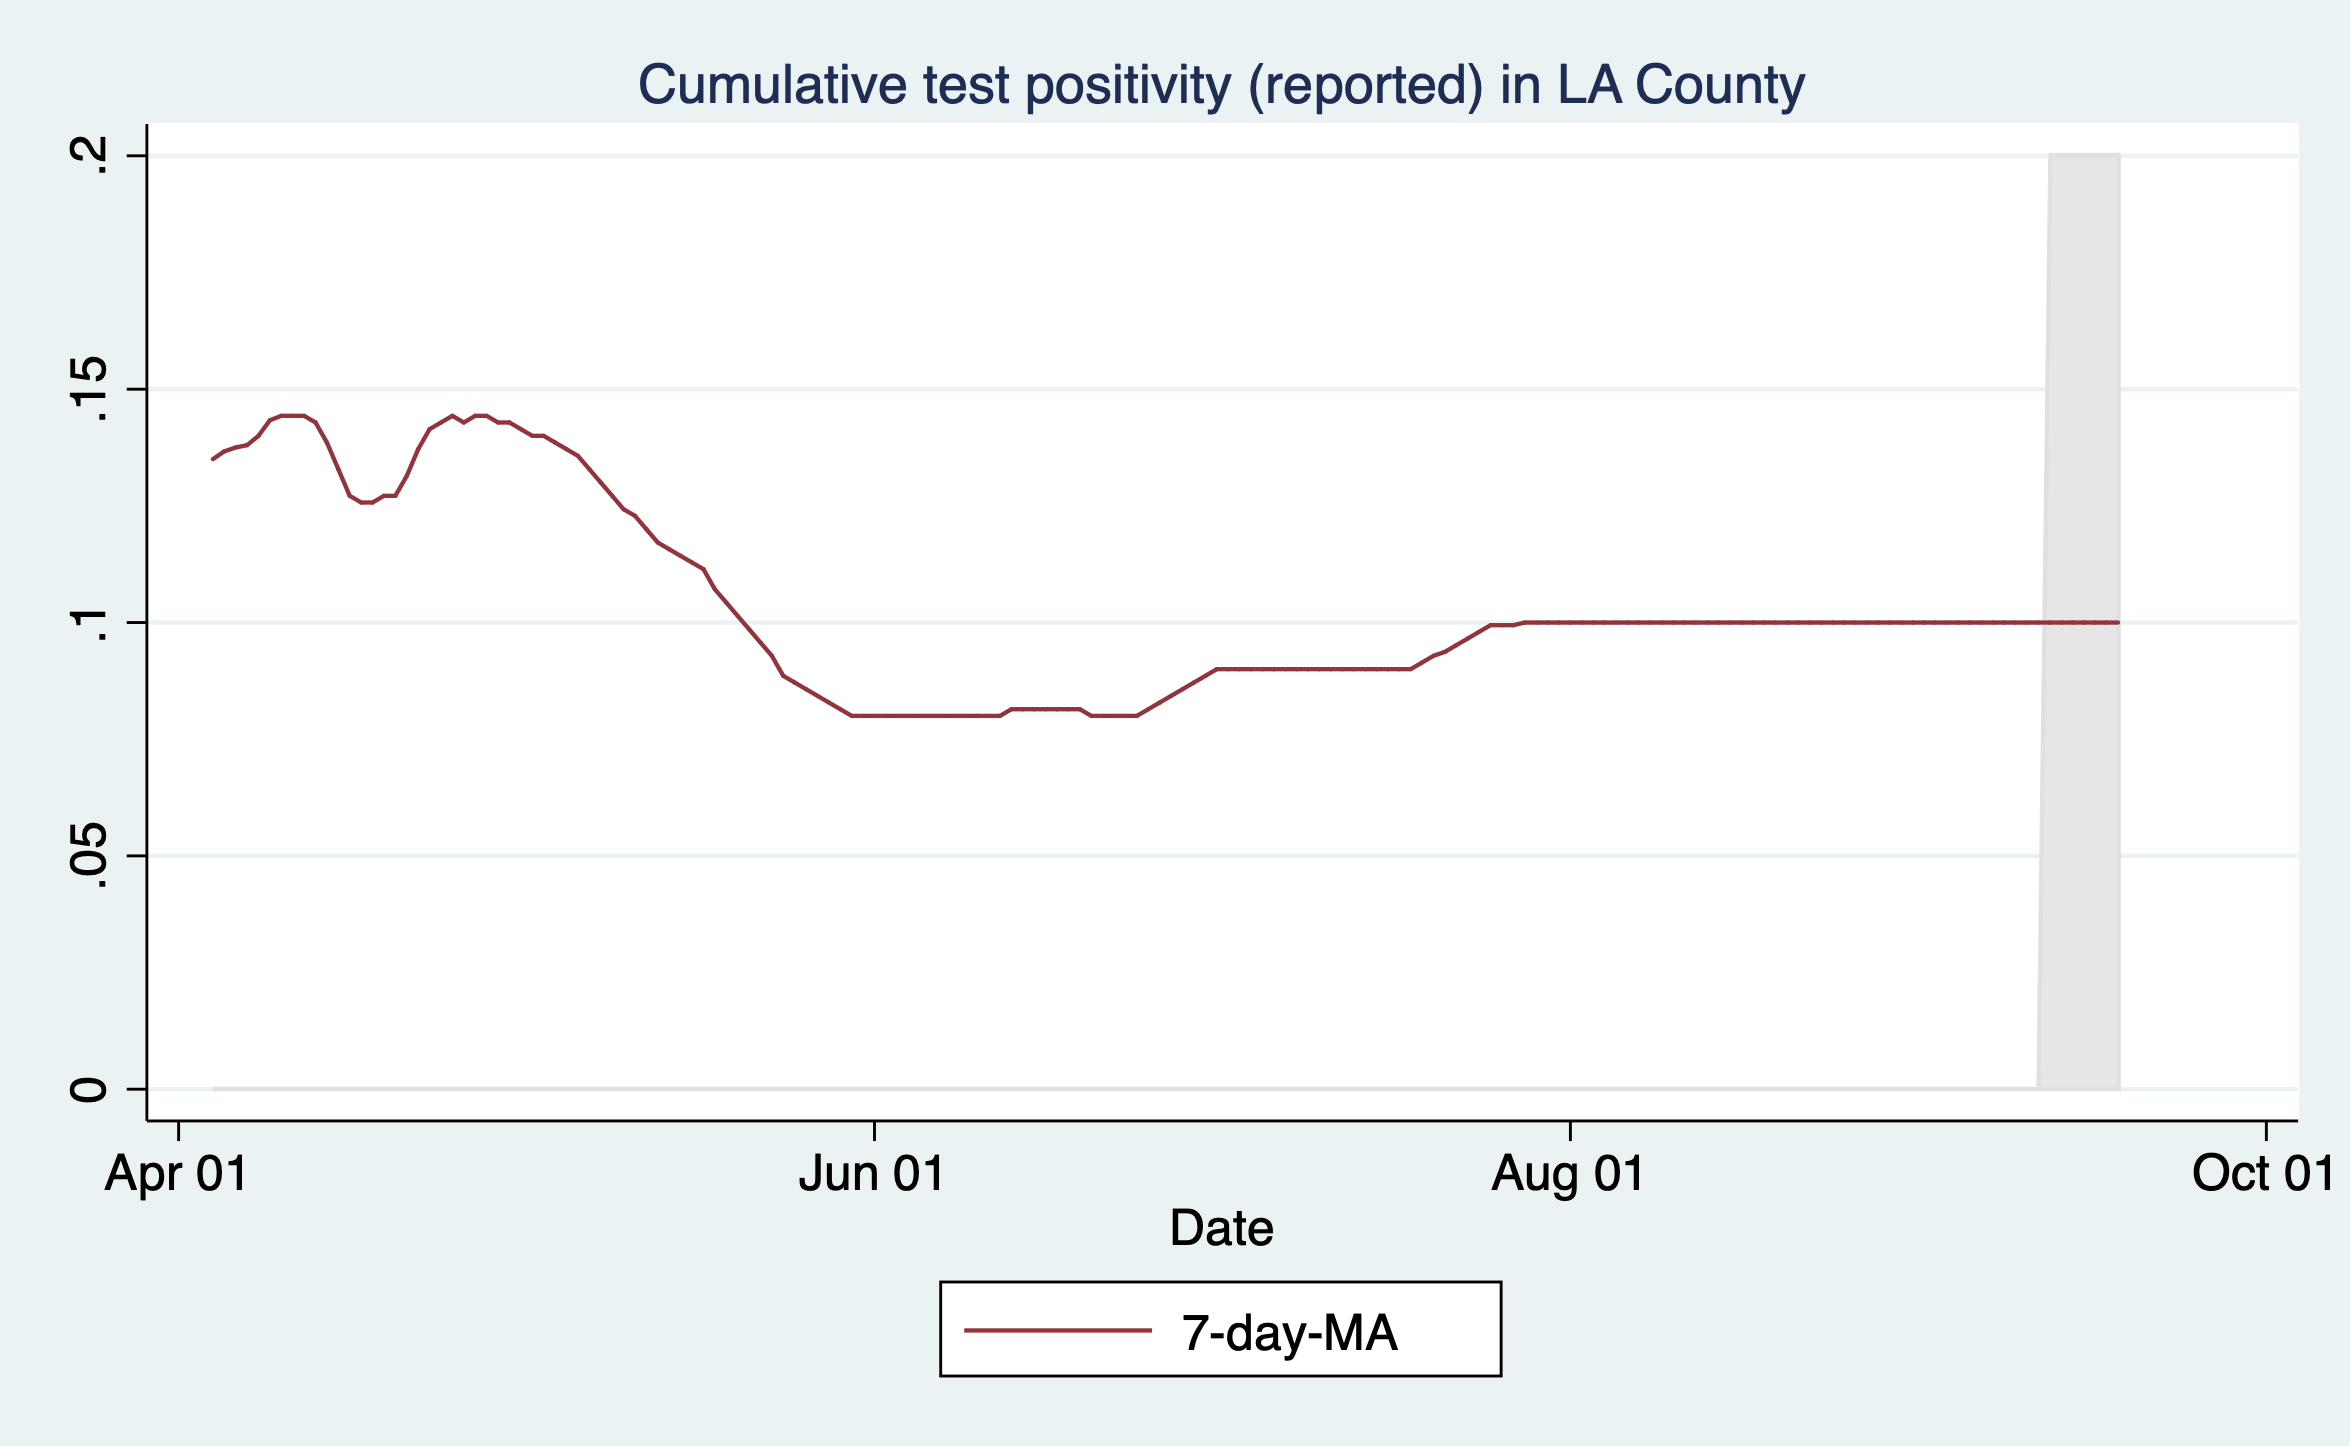 Cumulative test positivity (reported) in LA County
.2
.15
.1
.05
0
Apr 01
Jun 01
Aug 01
Oct 01
Date
7-day-MA